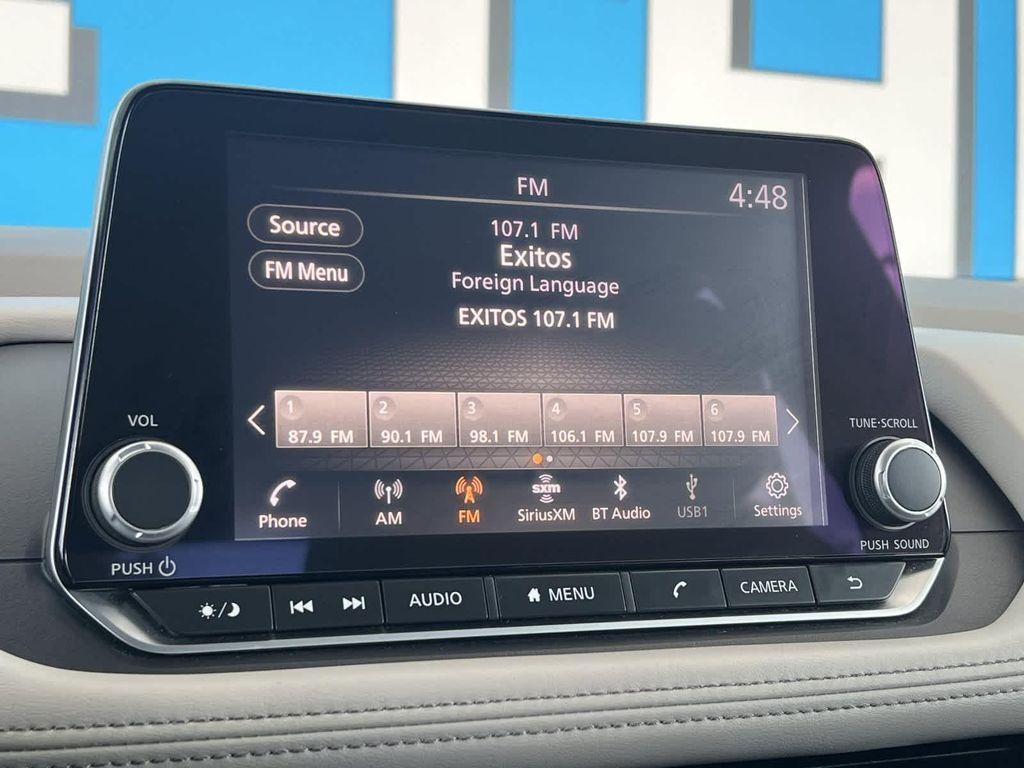 FM
4:48
Source
107.1 FM
FM Menu
Exitos
Foreign Language
EXITOS 107.1 FM
1
87.9 FM
2
90.1 FM
3
98.1 FM
4
106.1 FM
5
107.9 FM
6
107.9 FM
VOL
TUNE·SCROLL
Phone
AM
FM
sxm
SiriusXM
BT Audio
USB1
Settings
PUSH
PUSH SOUND
AUDIO
MENU
CAMERA